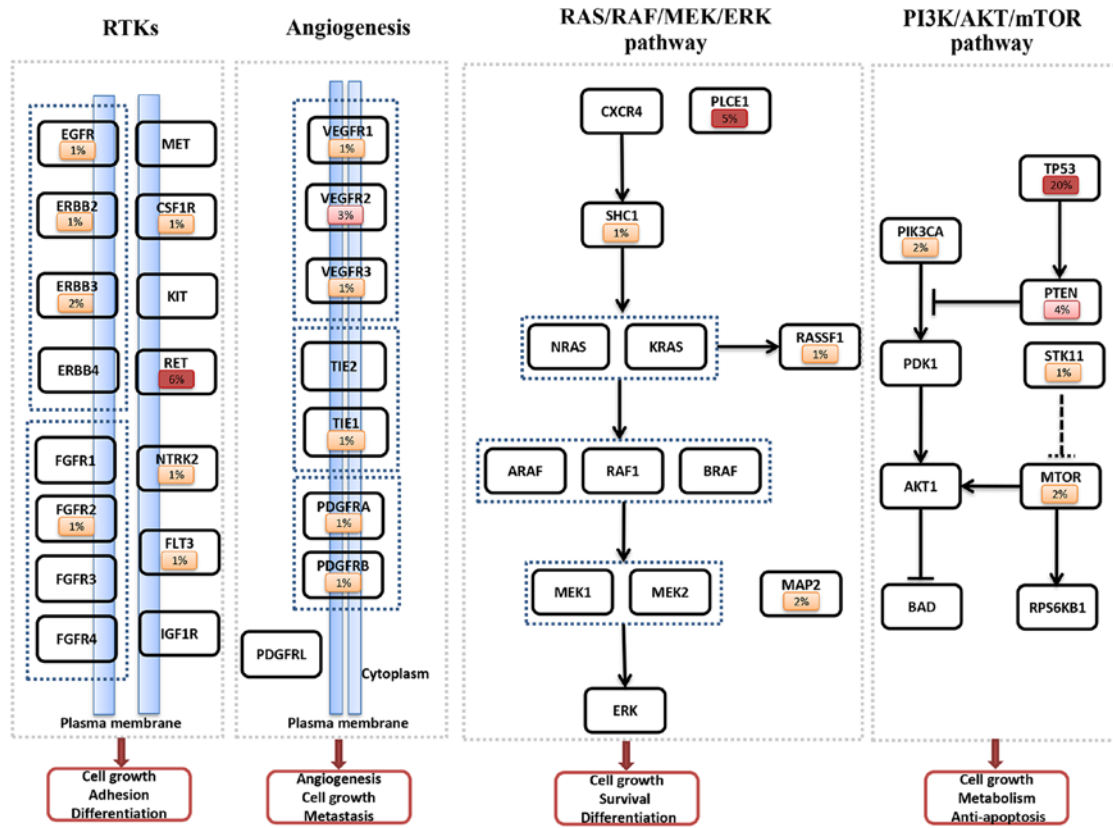 RTKs
EGFR
1%
ERBB2
1%
ERBB3
2%
ERBB4
FGFR1
FGFR2
1%
FGFR3
FGFR4
MET
CSF1R
1%
KIT
RET
6%
NTRK2
1%
FLT3
1%
IGF1R
Plasma membrane
Cell growth
Adhesion
Differentiation
Angiogenesis
VEGFR1
1%
VEGFR2
3%
VEGFR3
1%
TIE2
TIE1
1%
PDGFRA
1%
PDGFRB
1%
PDGFRL
Cytoplasm
Plasma membrane
Angiogenesis
Cell growth
Metastasis
RAS/RAF/MEK/ERK
pathway
CXCR4
PLCE1
5%
SHC1
1%
NRAS
KRAS
RASSF1
1%
ARAF
RAF1
BRAF
MEK1
MEK2
MAP2
2%
ERK
Cell growth
Survival
Differentiation
PI3K/AKT/mTOR
pathway
TP53
20%
PIK3CA
2%
PTEN
4%
PDK1
STK11
1%
AKT1
MTOR
2%
BAD
RPS6KB1
Cell growth
Metabolism
Anti-apoptosis